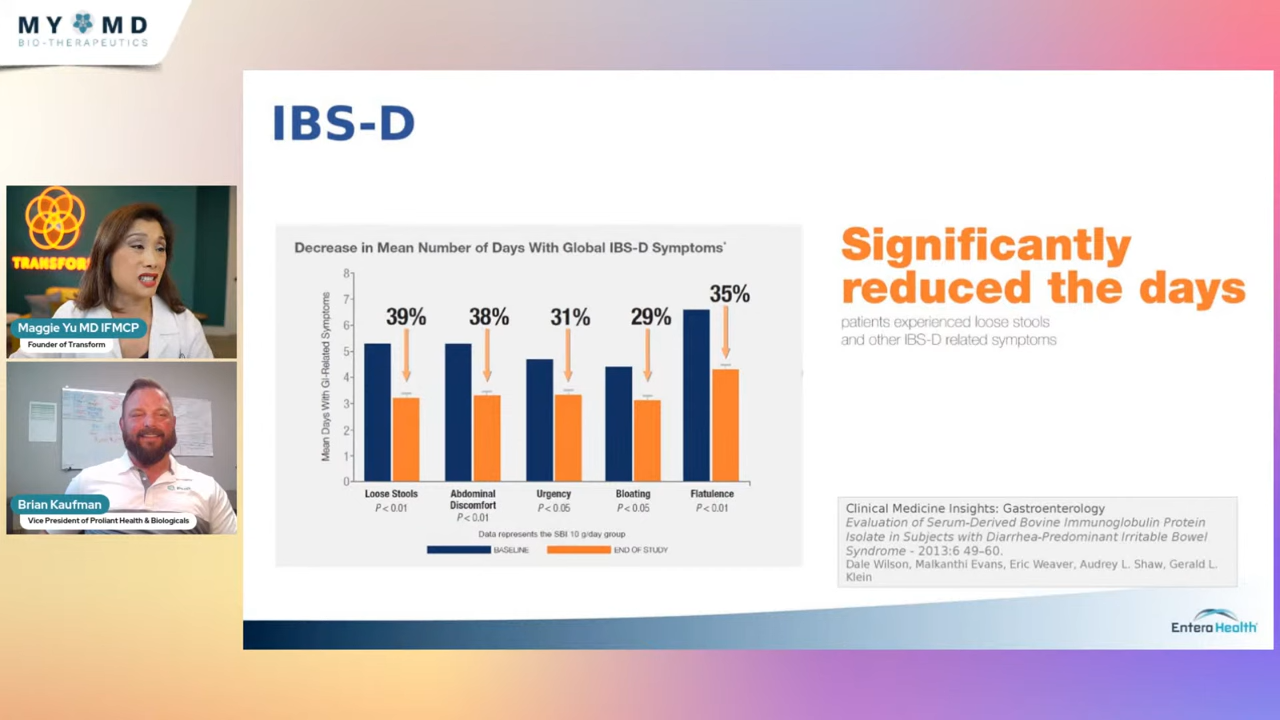 MY MD
BIO-THERAPEUTICS
IBS-D
TRANSFOR
Maggie Yu MD IFMCP
Founder of Transform
Brian Kaufman
Vice President of Proliant Health & Biologicals
Decrease in Mean Number of Days With Global IBS-D Symptoms*
Mean Days With GI-Related Symptoms
8
7
6
5
4
3
2
1
0
39%
38%
31%
29%
35%
Loose Stools
P < 0.01
Abdominal
Discomfort
P < 0.01
Urgency
P < 0.05
Bloating
P < 0.05
Flatulence
P < 0.01
Data represents the SBI 10 g/day group
BASELINE
END OF STUDY
Significantly
reduced the days
patients experienced loose stools
and other IBS-D related symptoms
Clinical Medicine Insights: Gastroenterology
Evaluation of Serum-Derived Bovine Immunoglobulin Protein
Isolate in Subjects with Diarrhea-Predominant Irritable Bowel
Syndrome - 2013:6 49–60.
Dale Wilson, Malkanthi Evans, Eric Weaver, Audrey L. Shaw, Gerald L.
Klein
EnteraHealth